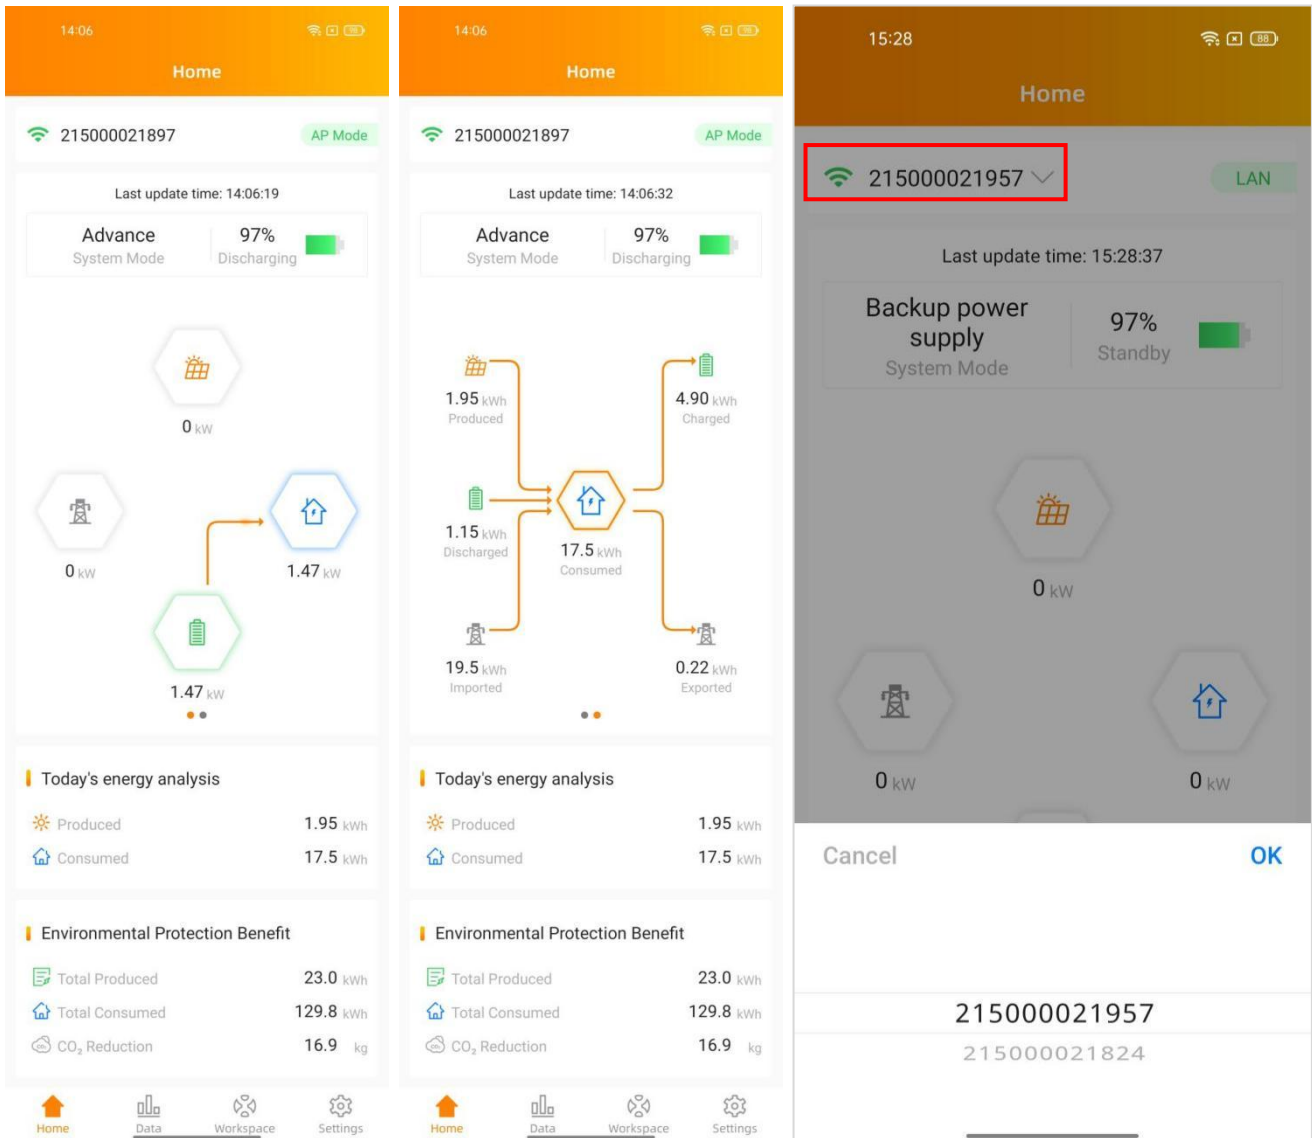 14:06
98
Home
215000021897
AP Mode
Last update time: 14:06:19
Advance
System Mode
97%
Discharging
0 kW
0 kW
1.47 kW
1.47 kW
Today's energy analysis
Produced 1.95 kWh
Consumed 17.5 kWh
Environmental Protection Benefit
Total Produced 23.0 kWh
Total Consumed 129.8 kWh
CO₂ Reduction 16.9 kg
Home Data Workspace Settings
14:06
98
Home
215000021897
AP Mode
Last update time: 14:06:32
Advance
System Mode
97%
Discharging
1.95 kWh
Produced
4.90 kWh
Charged
1.15 kWh
Discharged
17.5 kWh
Consumed
19.5 kWh
Imported
0.22 kWh
Exported
Today's energy analysis
Produced 1.95 kWh
Consumed 17.5 kWh
Environmental Protection Benefit
Total Produced 23.0 kWh
Total Consumed 129.8 kWh
CO₂ Reduction 16.9 kg
Home Data Workspace Settings
15:28
88
Home
215000021957
LAN
Last update time: 15:28:37
Backup power
supply
System Mode
97%
Standby
0 kW
0 kW
0 kW
Cancel
OK
215000021957
215000021824